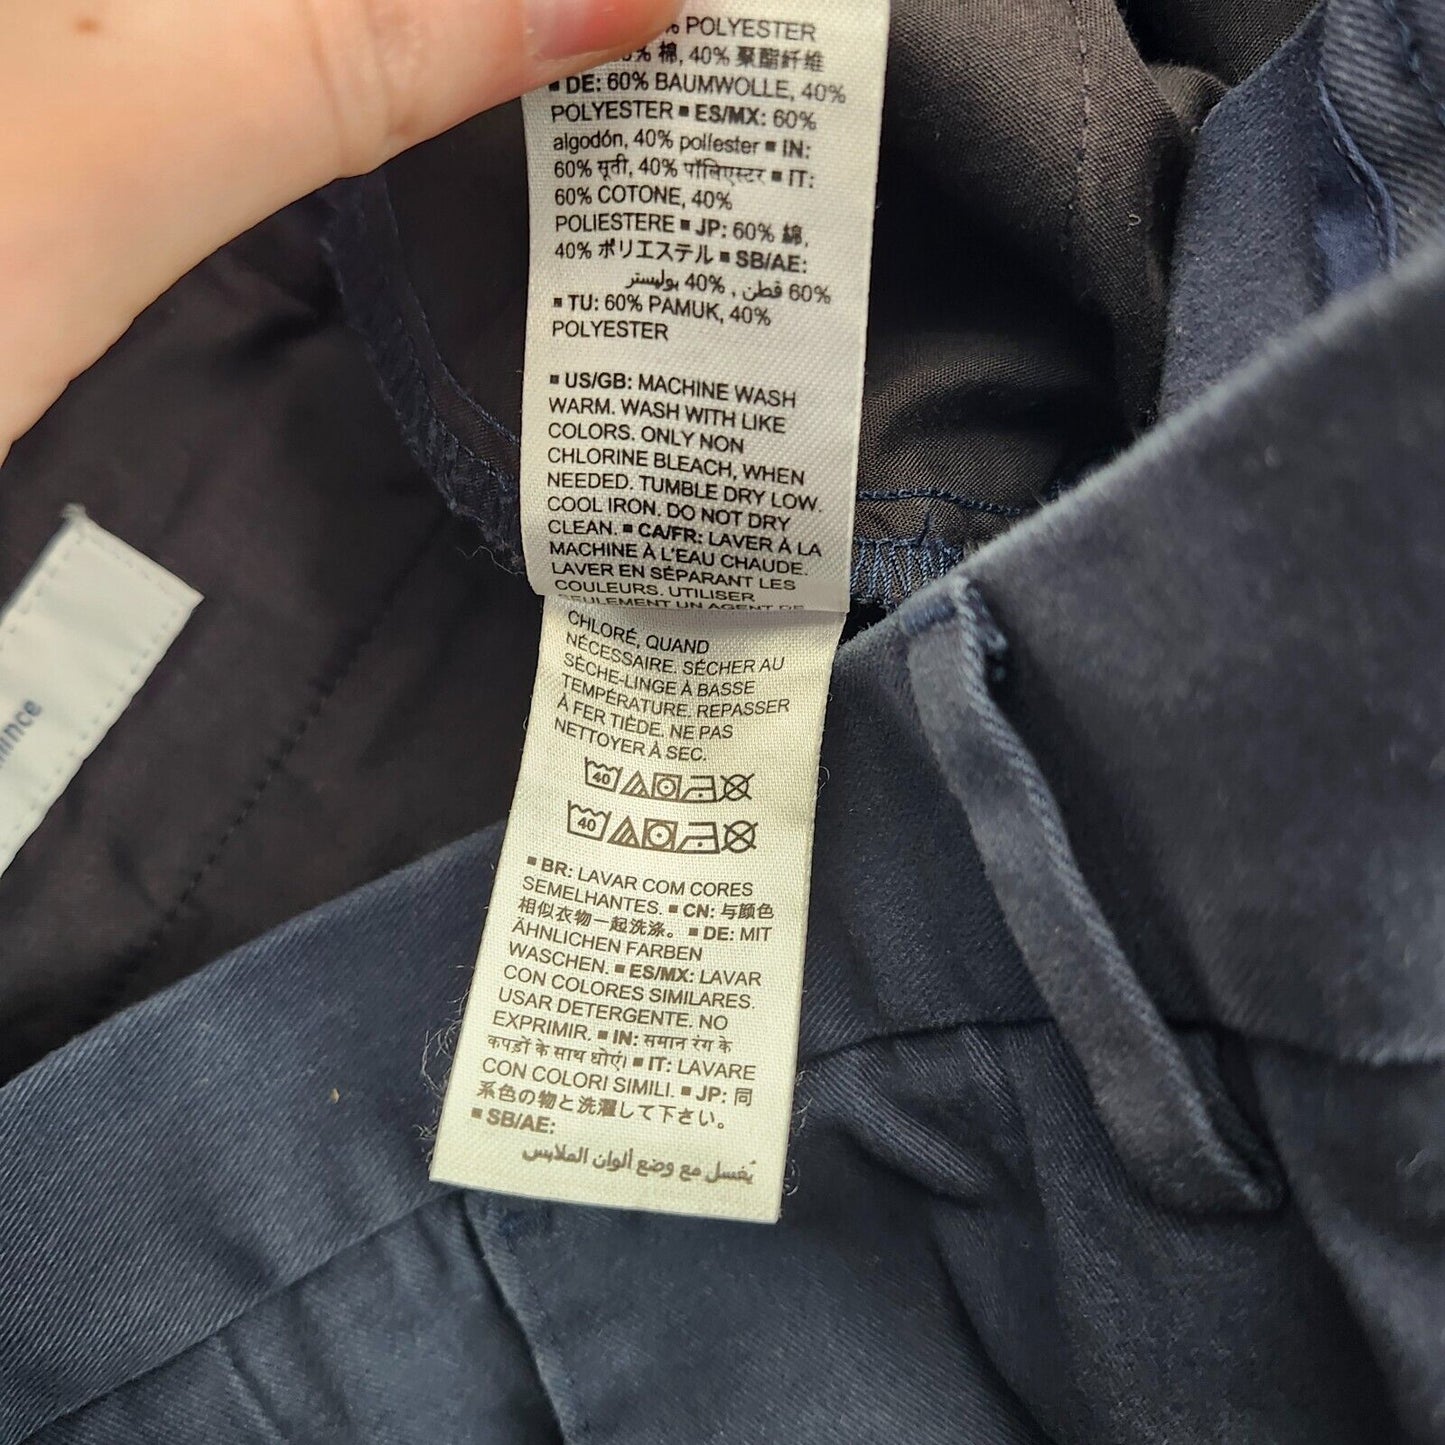 % POLYESTER
% 棉, 40% 聚酯纤维
▪ DE: 60% BAUMWOLLE, 40%
POLYESTER ▪ ES/MX: 60%
algodón, 40% poliester ▪ IN:
60% सूती, 40% पॉलिएस्टर ▪ IT:
60% COTONE, 40%
POLIESTERE ▪ JP: 60% 綿,
40% ポリエステル ▪ SB/AE:
60% قطن , 40% بوليستر
▪ TU: 60% PAMUK, 40%
POLYESTER
▪ US/GB: MACHINE WASH
WARM. WASH WITH LIKE
COLORS. ONLY NON
CHLORINE BLEACH, WHEN
NEEDED. TUMBLE DRY LOW.
COOL IRON. DO NOT DRY
CLEAN. ▪ CA/FR: LAVER À LA
MACHINE À L'EAU CHAUDE.
LAVER EN SÉPARANT LES
COULEURS. UTILISER
SEULEMENT UN AGENT DE
CHLORÉ, QUAND
NÉCESSAIRE. SÉCHER AU
SÈCHE-LINGE À BASSE
TEMPÉRATURE. REPASSER
À FER TIÈDE. NE PAS
NETTOYER À SEC.
40
40
▪ BR: LAVAR COM CORES
SEMELHANTES. ▪ CN: 与颜色
相似衣物一起洗涤。 ▪ DE: MIT
ÄHNLICHEN FARBEN
WASCHEN. ▪ ES/MX: LAVAR
CON COLORES SIMILARES.
USAR DETERGENTE. NO
EXPRIMIR. ▪ IN: समान रंग के
कपड़ों के साथ धोएं। ▪ IT: LAVARE
CON COLORI SIMILI. ▪ JP: 同
系色の物と洗濯して下さい。
▪ SB/AE:
يُغسل مع وضع ألوان الملابس